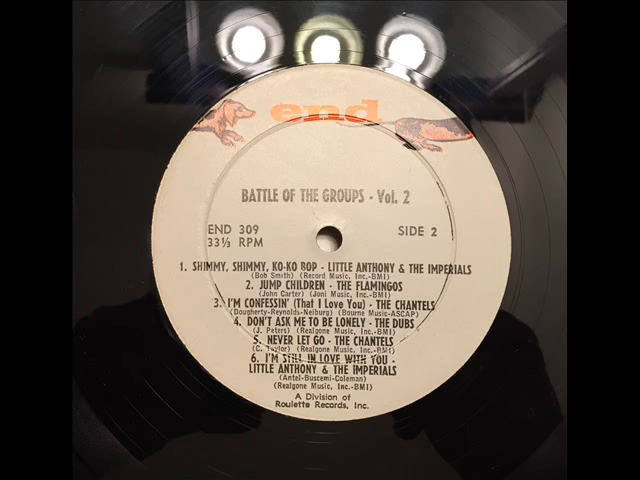 end
BATTLE OF THE GROUPS - Vol. 2
END 309 SIDE 2
33⅓ RPM
1. SHIMMY, SHIMMY, KO-KO BOP - LITTLE ANTHONY & THE IMPERIALS
(Bob Smith) (Record Music, Inc.-BMI)
2. JUMP CHILDREN - THE FLAMINGOS
(John Carter) (Joni Music, Inc.-BMI)
3. I'M CONFESSIN' (That I Love You) - THE CHANTELS
(Dougherty-Reynolds-Neiburg) (Bourne Music-ASCAP)
4. DON'T ASK ME TO BE LONELY - THE DUBS
(J. Peters) (Realgone Music, Inc.-BMI)
5. NEVER LET GO - THE CHANTELS
(C. Taylor) (Realgone Music, Inc.-BMI)
6. I'M STILL IN LOVE WITH YOU -
LITTLE ANTHONY & THE IMPERIALS
(Antel-Buscemi-Coleman)
(Realgone Music, Inc.-BMI)
A Division of
Roulette Records, Inc.